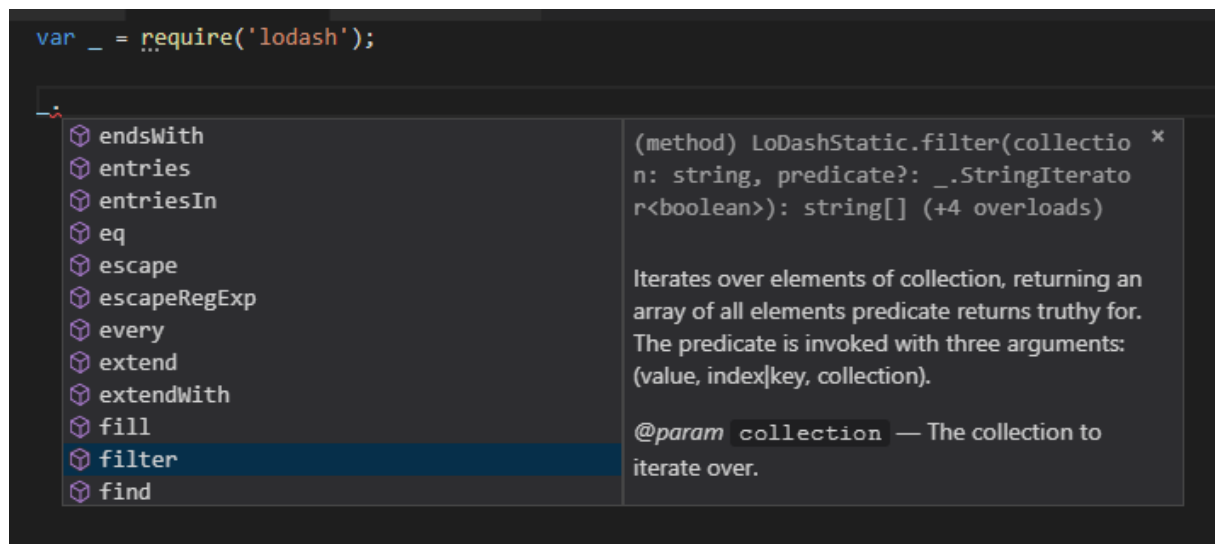 var _ = require('lodash');
_.
endsWith
entries
entriesIn
eq
escape
escapeRegExp
every
extend
extendWith
fill
filter
find
(method) LoDashStatic.filter(collectio
n: string, predicate?: _.StringIterato
r<boolean>): string[] (+4 overloads)
Iterates over elements of collection, returning an
array of all elements predicate returns truthy for.
The predicate is invoked with three arguments:
(value, index|key, collection).
@param collection — The collection to
iterate over.